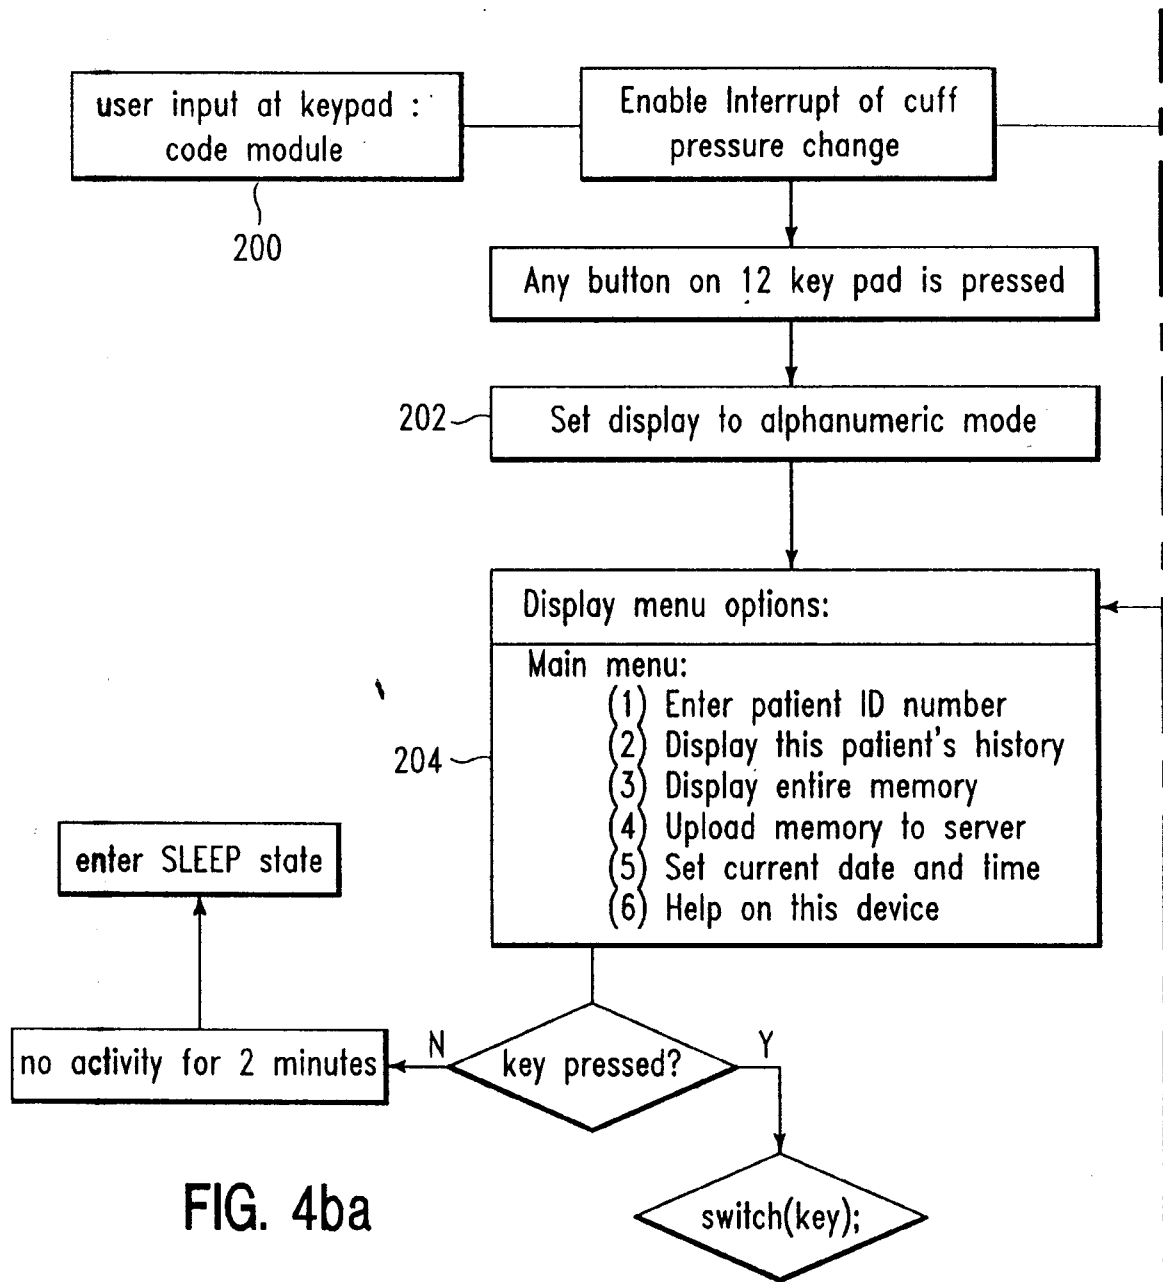 user input at keypad :
code module
200
Enable Interrupt of cuff
pressure change
Any button on 12 key pad is pressed
202
Set display to alphanumeric mode
Display menu options:
Main menu:
(1) Enter patient ID number
(2) Display this patient's history
204
(3) Display entire memory
(4) Upload memory to server
(5) Set current date and time
(6) Help on this device
enter SLEEP state
no activity for 2 minutes
N
key pressed?
Y
switch(key);
FIG. 4ba